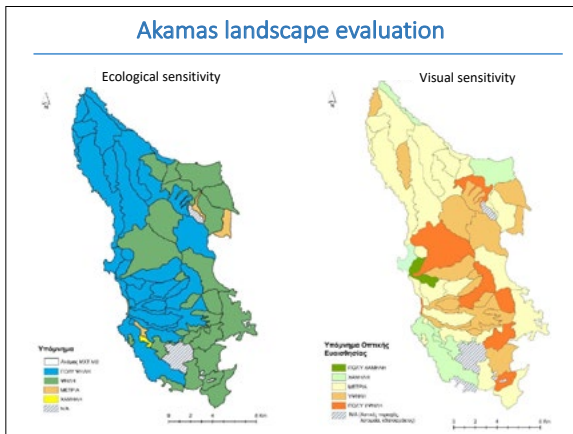 Akamas landscape evaluation
Ecological sensitivity
Visual sensitivity
Υπόμνημα
ΠΟΛΥ ΥΨΗΛΗ
ΥΨΗΛΗ
ΜΕΤΡΙΑ
ΧΑΜΗΛΗ
N/A
0 2 4 8 Km
Υπόμνημα Οπτικής
Ευαισθησίας
ΠΟΛΥ ΧΑΜΗΛΗ
ΧΑΜΗΛΗ
ΜΕΤΡΙΑ
ΥΨΗΛΗ
ΠΟΛΥ ΥΨΗΛΗ
0 2 4 8 Km